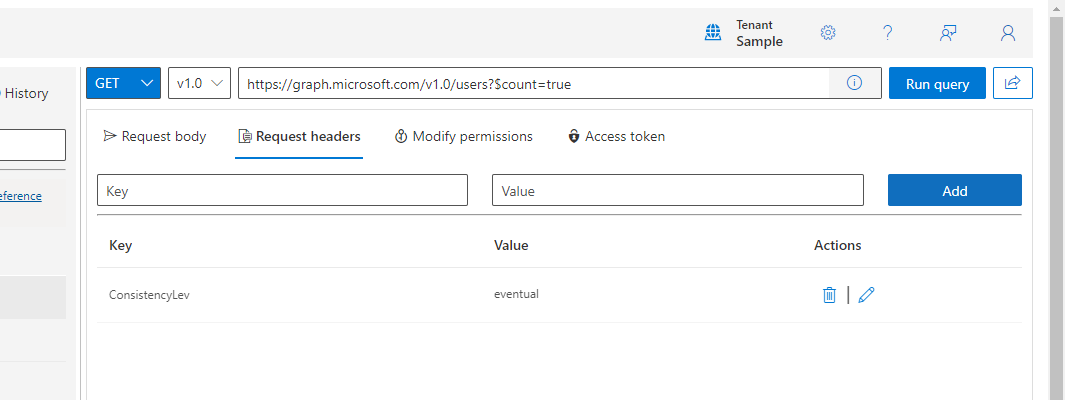 Tenant
Sample
History
GET
v1.0
https://graph.microsoft.com/v1.0/users?$count=true
Run query
Request body
Request headers
Modify permissions
Access token
eference
Key
Value
Add
Key
Value
Actions
ConsistencyLev
eventual